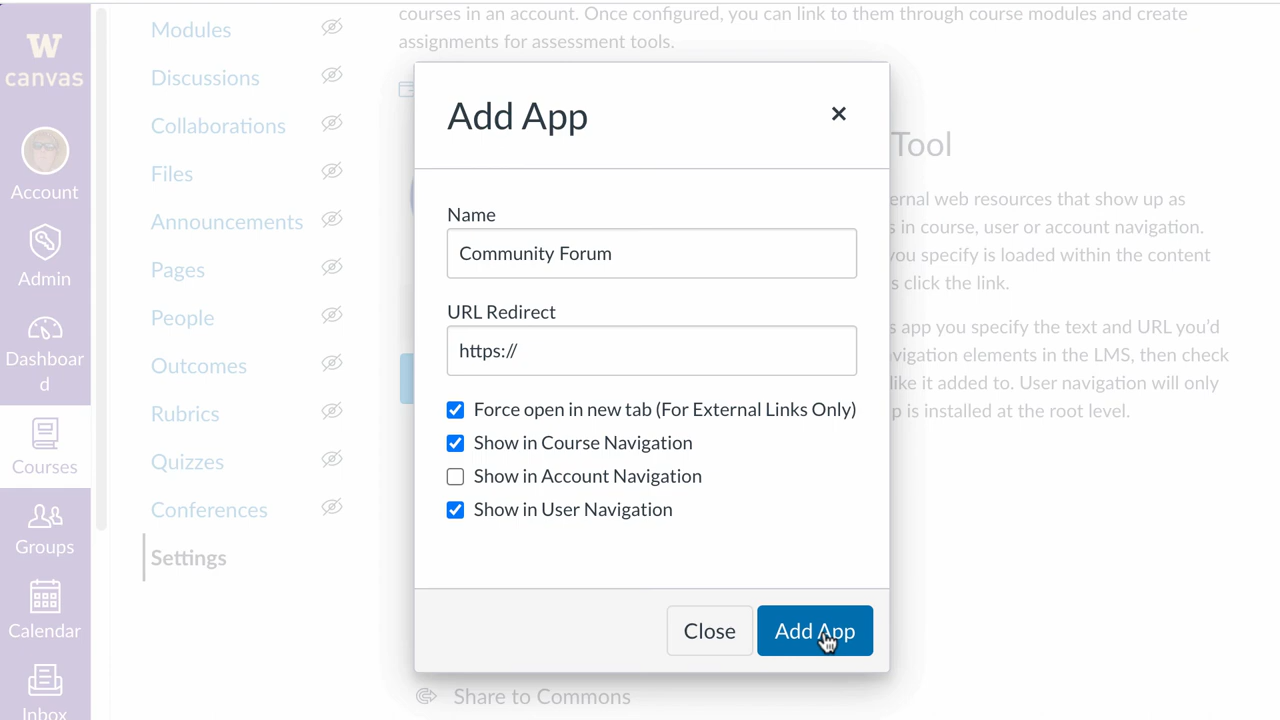 courses in an account. Once configured, you can link to them through course modules and create
assignments for assessment tools.
W
canvas
Account
Admin
Dashboar
d
Courses
Groups
Calendar
Inbox
Modules
Discussions
Collaborations
Files
Announcements
Pages
People
Outcomes
Rubrics
Quizzes
Conferences
Settings
Add App
×
Name
Community Forum
URL Redirect
https://
Force open in new tab (For External Links Only)
Show in Course Navigation
Show in Account Navigation
Show in User Navigation
Close
Add App
Tool
web resources that show up as
in course, user or account navigation.
you specify is loaded within the content
click the link.
app you specify the text and URL you'd
elements in the LMS, then check
like it added to. User navigation will only
is installed at the root level.
Share to Commons